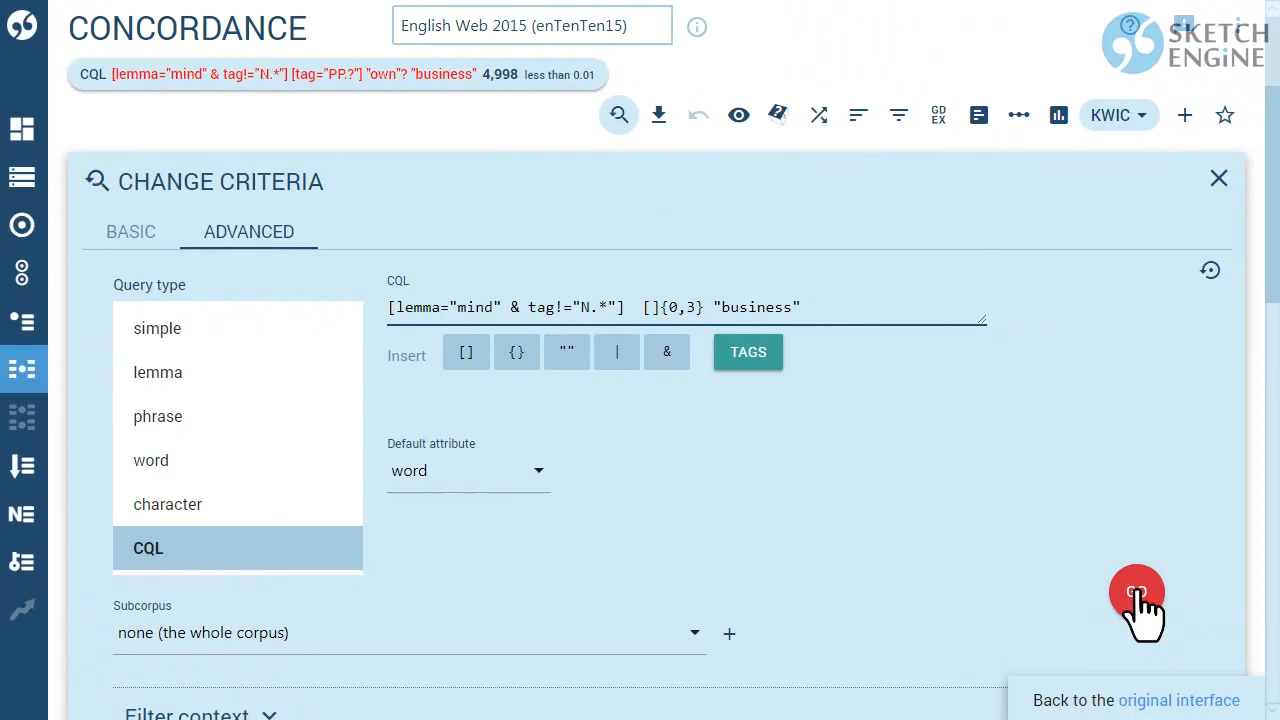 CONCORDANCE
English Web 2015 (enTenTen15)
SKETCH
ENGINE
CQL [lemma="mind" & tag!="N.*"] [tag="PP.?"] "own"? "business" 4,998 less than 0.01
GD
EX
KWIC
CHANGE CRITERIA
BASIC
ADVANCED
Query type
simple
lemma
phrase
word
character
CQL
CQL
[lemma="mind" & tag!="N.*"]  []{0,3} "business"
Insert [] {} "" | & TAGS
Default attribute
word
GO
Subcorpus
none (the whole corpus)
Filter context
Back to the original interface